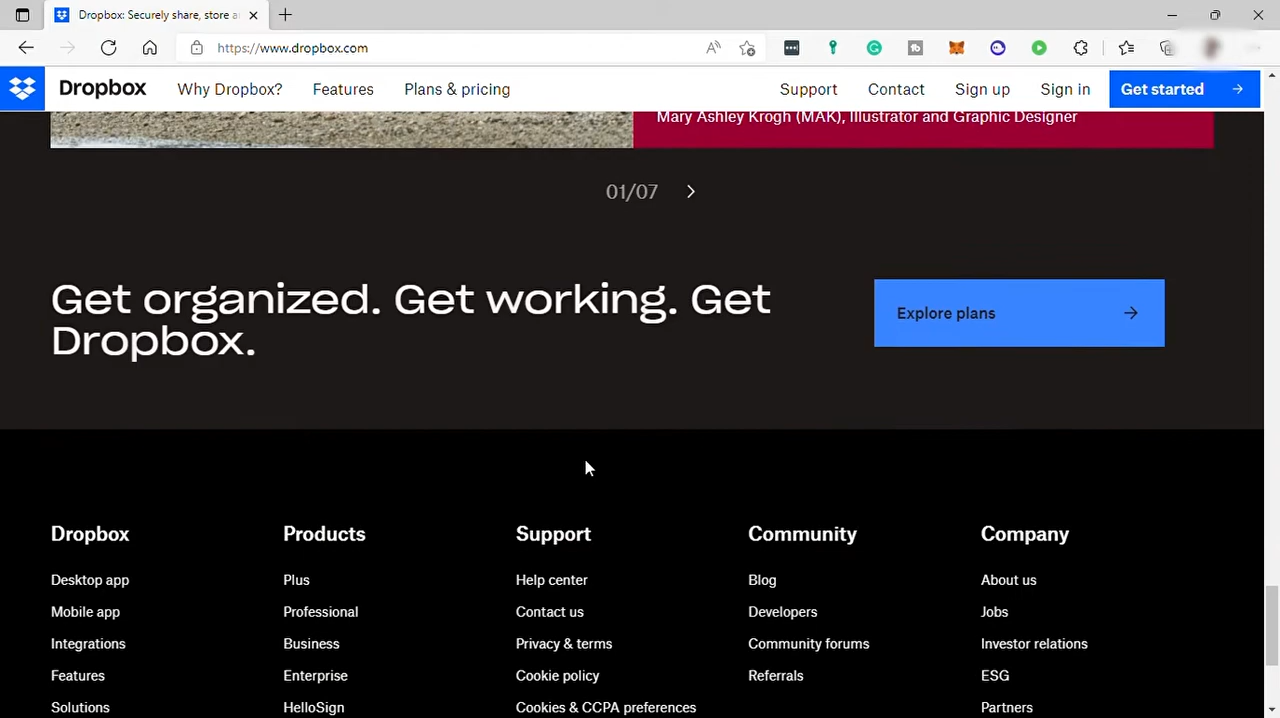 Dropbox: Securely share, store a
https://www.dropbox.com
Dropbox
Why Dropbox?
Features
Plans & pricing
Support
Contact
Sign up
Sign in
Get started
Mary Ashley Krogh (MAK), Illustrator and Graphic Designer
01/07
Get organized. Get working. Get
Dropbox.
Explore plans
Dropbox
Desktop app
Mobile app
Integrations
Features
Solutions
Products
Plus
Professional
Business
Enterprise
HelloSign
Support
Help center
Contact us
Privacy & terms
Cookie policy
Cookies & CCPA preferences
Community
Blog
Developers
Community forums
Referrals
Company
About us
Jobs
Investor relations
ESG
Partners